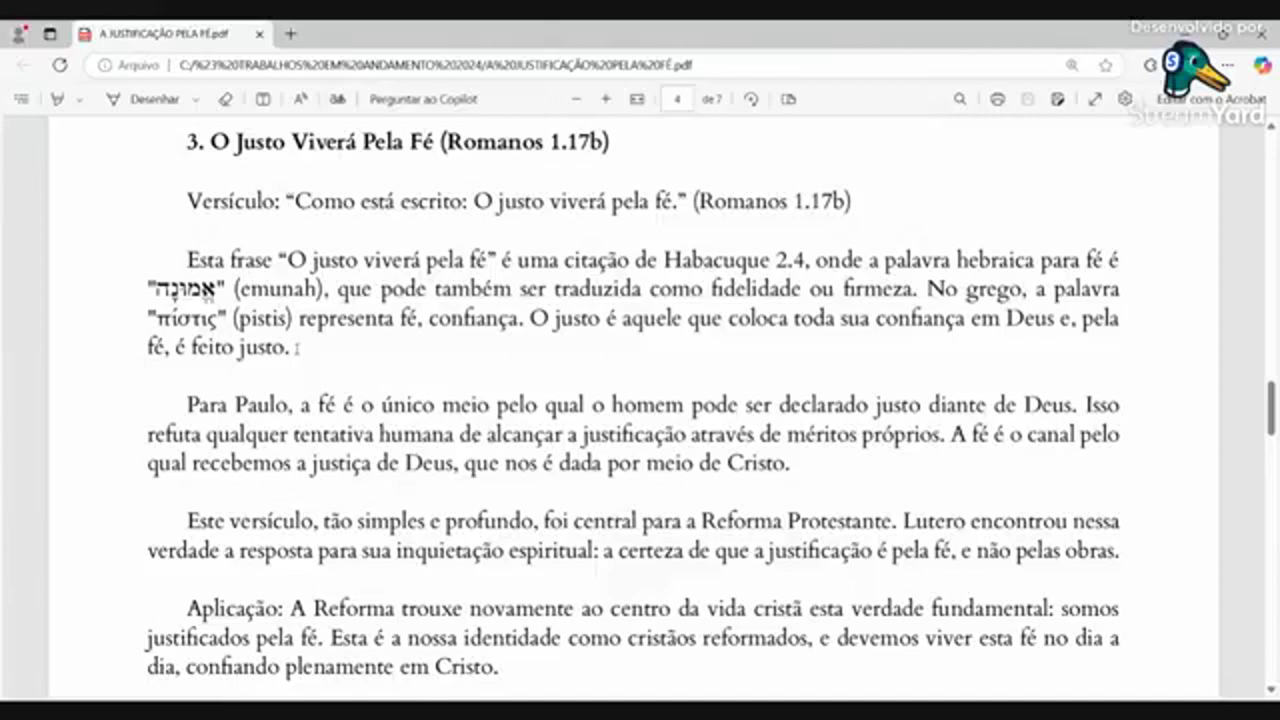 Desenvolvido por
A JUSTIFICAÇÃO PELA FÉ.pdf
Arquivo
C:/%23%20TRABALHOS%20EM%20ANDAMENTO%202024/A%20JUSTIFICAÇÃO%20PELA%20FÉ.pdf
Desenhar
Perguntar ao Copilot
4 de 7
Editar com o Acrobat
StreamYard
3. O Justo Viverá Pela Fé (Romanos 1.17b)
Versículo: “Como está escrito: O justo viverá pela fé.” (Romanos 1.17b)
Esta frase “O justo viverá pela fé” é uma citação de Habacuque 2.4, onde a palavra hebraica para fé é
"אֱמוּנָה" (emunah), que pode também ser traduzida como fidelidade ou firmeza. No grego, a palavra
"πίστις" (pistis) representa fé, confiança. O justo é aquele que coloca toda sua confiança em Deus e, pela
fé, é feito justo.
Para Paulo, a fé é o único meio pelo qual o homem pode ser declarado justo diante de Deus. Isso
refuta qualquer tentativa humana de alcançar a justificação através de méritos próprios. A fé é o canal pelo
qual recebemos a justiça de Deus, que nos é dada por meio de Cristo.
Este versículo, tão simples e profundo, foi central para a Reforma Protestante. Lutero encontrou nessa
verdade a resposta para sua inquietação espiritual: a certeza de que a justificação é pela fé, e não pelas obras.
Aplicação: A Reforma trouxe novamente ao centro da vida cristã esta verdade fundamental: somos
justificados pela fé. Esta é a nossa identidade como cristãos reformados, e devemos viver esta fé no dia a
dia, confiando plenamente em Cristo.